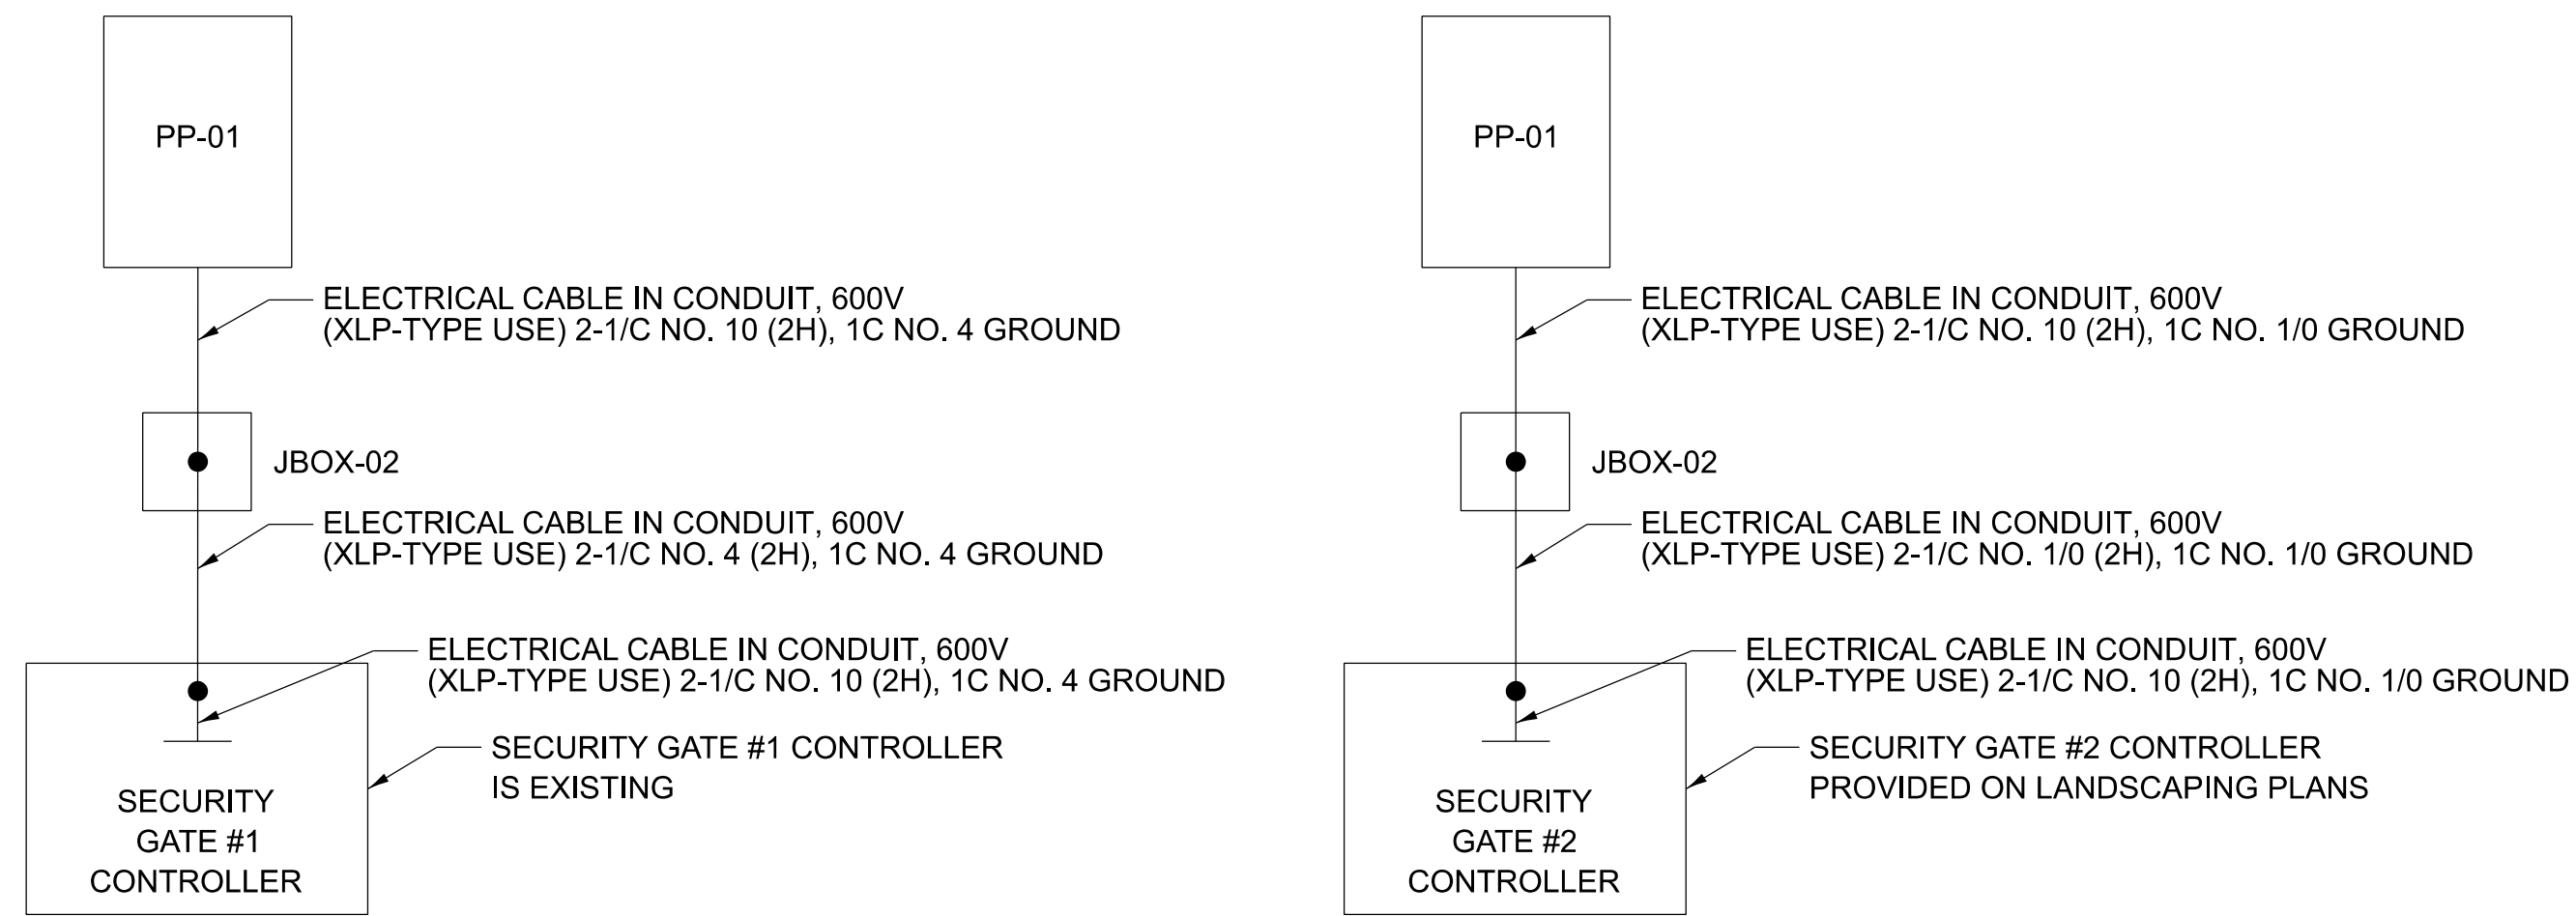 PP-01
ELECTRICAL CABLE IN CONDUIT, 600V
(XLP-TYPE USE) 2-1/C NO. 10 (2H), 1C NO. 4 GROUND
JBOX-02
ELECTRICAL CABLE IN CONDUIT, 600V
(XLP-TYPE USE) 2-1/C NO. 4 (2H), 1C NO. 4 GROUND
ELECTRICAL CABLE IN CONDUIT, 600V
(XLP-TYPE USE) 2-1/C NO. 10 (2H), 1C NO. 4 GROUND
SECURITY GATE #1 CONTROLLER
IS EXISTING
SECURITY
GATE #1
CONTROLLER
PP-01
ELECTRICAL CABLE IN CONDUIT, 600V
(XLP-TYPE USE) 2-1/C NO. 10 (2H), 1C NO. 1/0 GROUND
JBOX-02
ELECTRICAL CABLE IN CONDUIT, 600V
(XLP-TYPE USE) 2-1/C NO. 1/0 (2H), 1C NO. 1/0 GROUND
ELECTRICAL CABLE IN CONDUIT, 600V
(XLP-TYPE USE) 2-1/C NO. 10 (2H), 1C NO. 1/0 GROUND
SECURITY GATE #2 CONTROLLER
PROVIDED ON LANDSCAPING PLANS
SECURITY
GATE #2
CONTROLLER